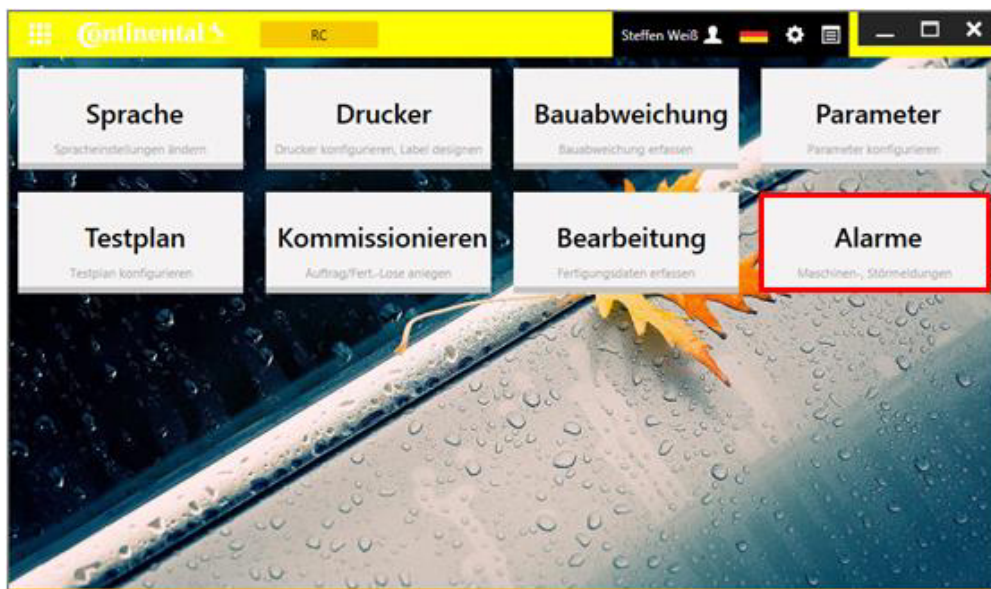 Continental
RC
Steffen Weiß
Sprache
Spracheinstellungen ändern
Drucker
Drucker konfigurieren, Label designen
Bauabweichung
Bauabweichung erfassen
Parameter
Parameter konfigurieren
Testplan
Testplan konfigurieren
Kommissionieren
Auftrag/Fert.-Lose anlegen
Bearbeitung
Fertigungsdaten erfassen
Alarme
Maschinen-, Störmeldungen